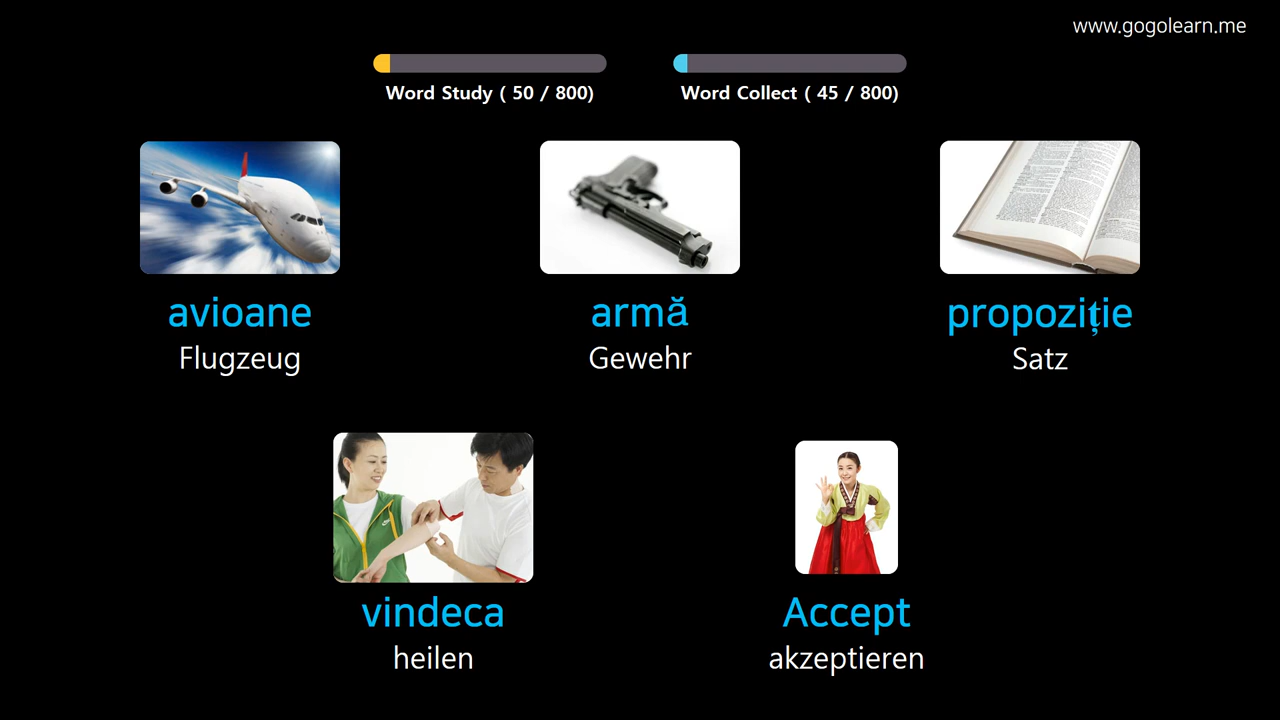 www.gogolearn.me
Word Study ( 50 / 800)
Word Collect ( 45 / 800)
avioane
Flugzeug
armă
Gewehr
propoziție
Satz
vindeca
heilen
Accept
akzeptieren